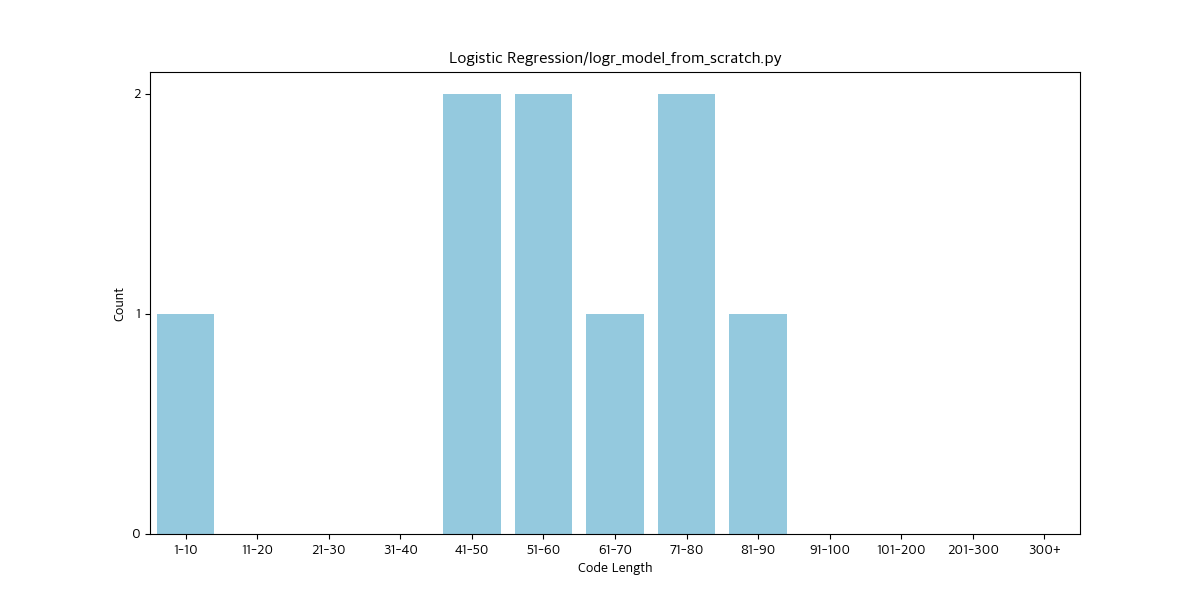 Logistic Regression/logr_model_from_scratch.py
2
1
0
Count
1-10 11-20 21-30 31-40 41-50 51-60 61-70 71-80 81-90 91-100 101-200 201-300 300+
Code Length